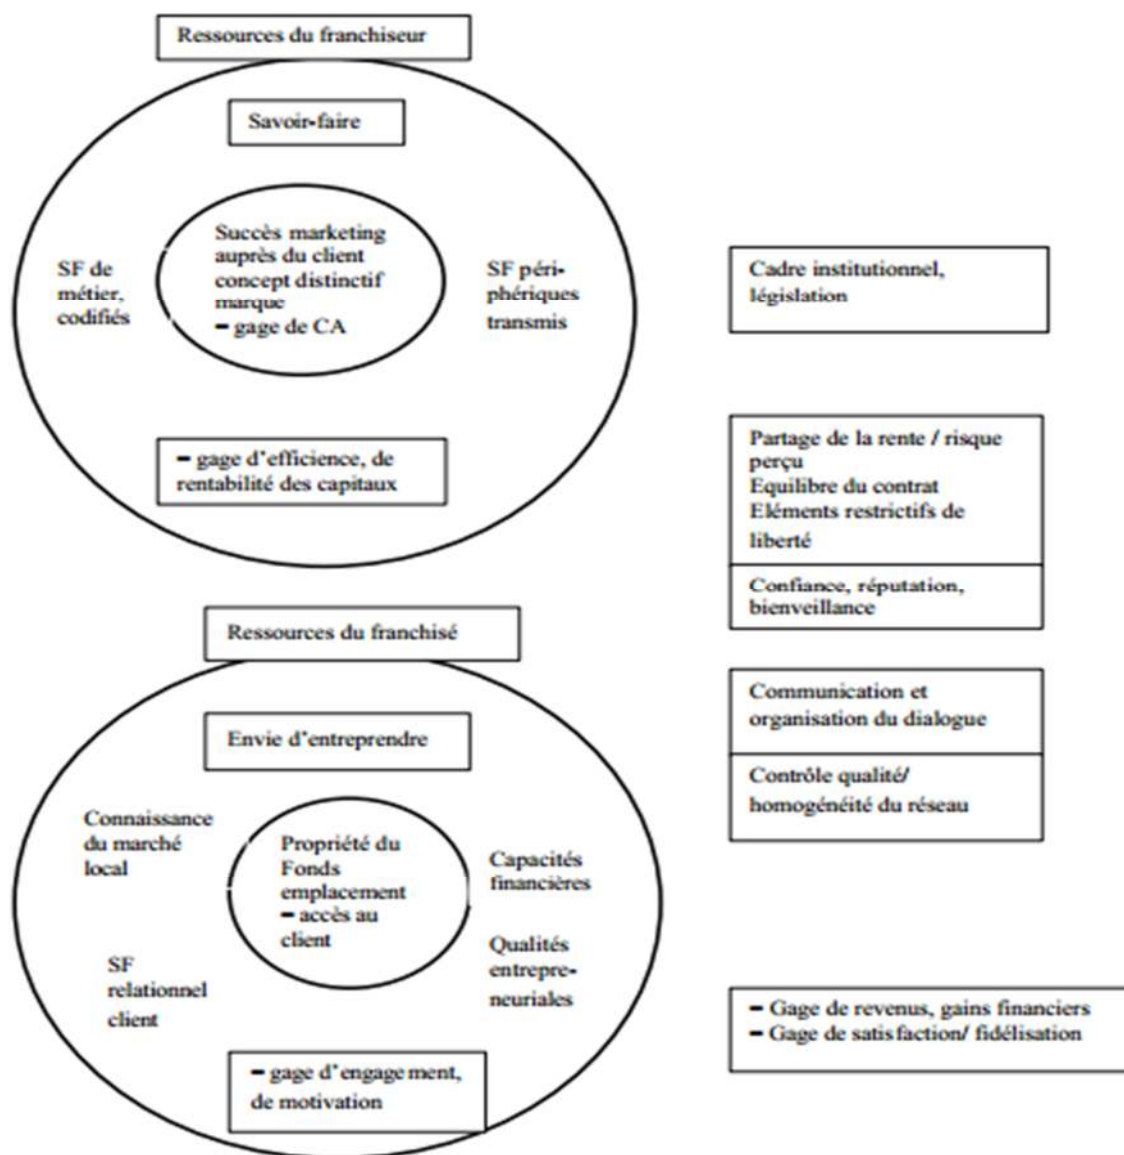 Ressources du franchiseur
Savoir-faire
Succès marketing
auprès du client
concept distinctif
marque
– gage de CA
SF de
métier,
codifiés
SF péri-
phériques
transmis
– gage d’efficience, de
rentabilité des capitaux
Ressources du franchisé
Envie d’entreprendre
Connaissance
du marché
local
Propriété du
Fonds
emplacement
– accès au
client
Capacités
financières
SF
relationnel
client
Qualités
entrepre-
neuriales
– gage d’engagement,
de motivation
Cadre institutionnel,
législation
Partage de la rente / risque
perçu
Equilibre du contrat
Eléments restrictifs de
liberté
Confiance, réputation,
bienveillance
Communication et
organisation du dialogue
Contrôle qualité/
homogénéité du réseau
– Gage de revenus, gains financiers
– Gage de satisfaction/ fidélisation